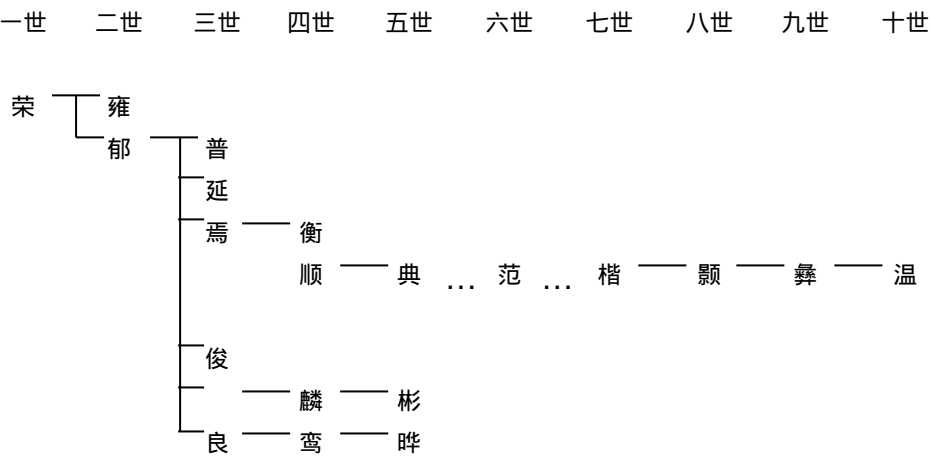 一世 二世 三世 四世 五世 六世 七世 八世 九世 十世
荣 雍
郁 普
延
焉 衡
顺 典 … 范 … 楷 颢 彝 温
俊
麟 彬
良 鸾 晔